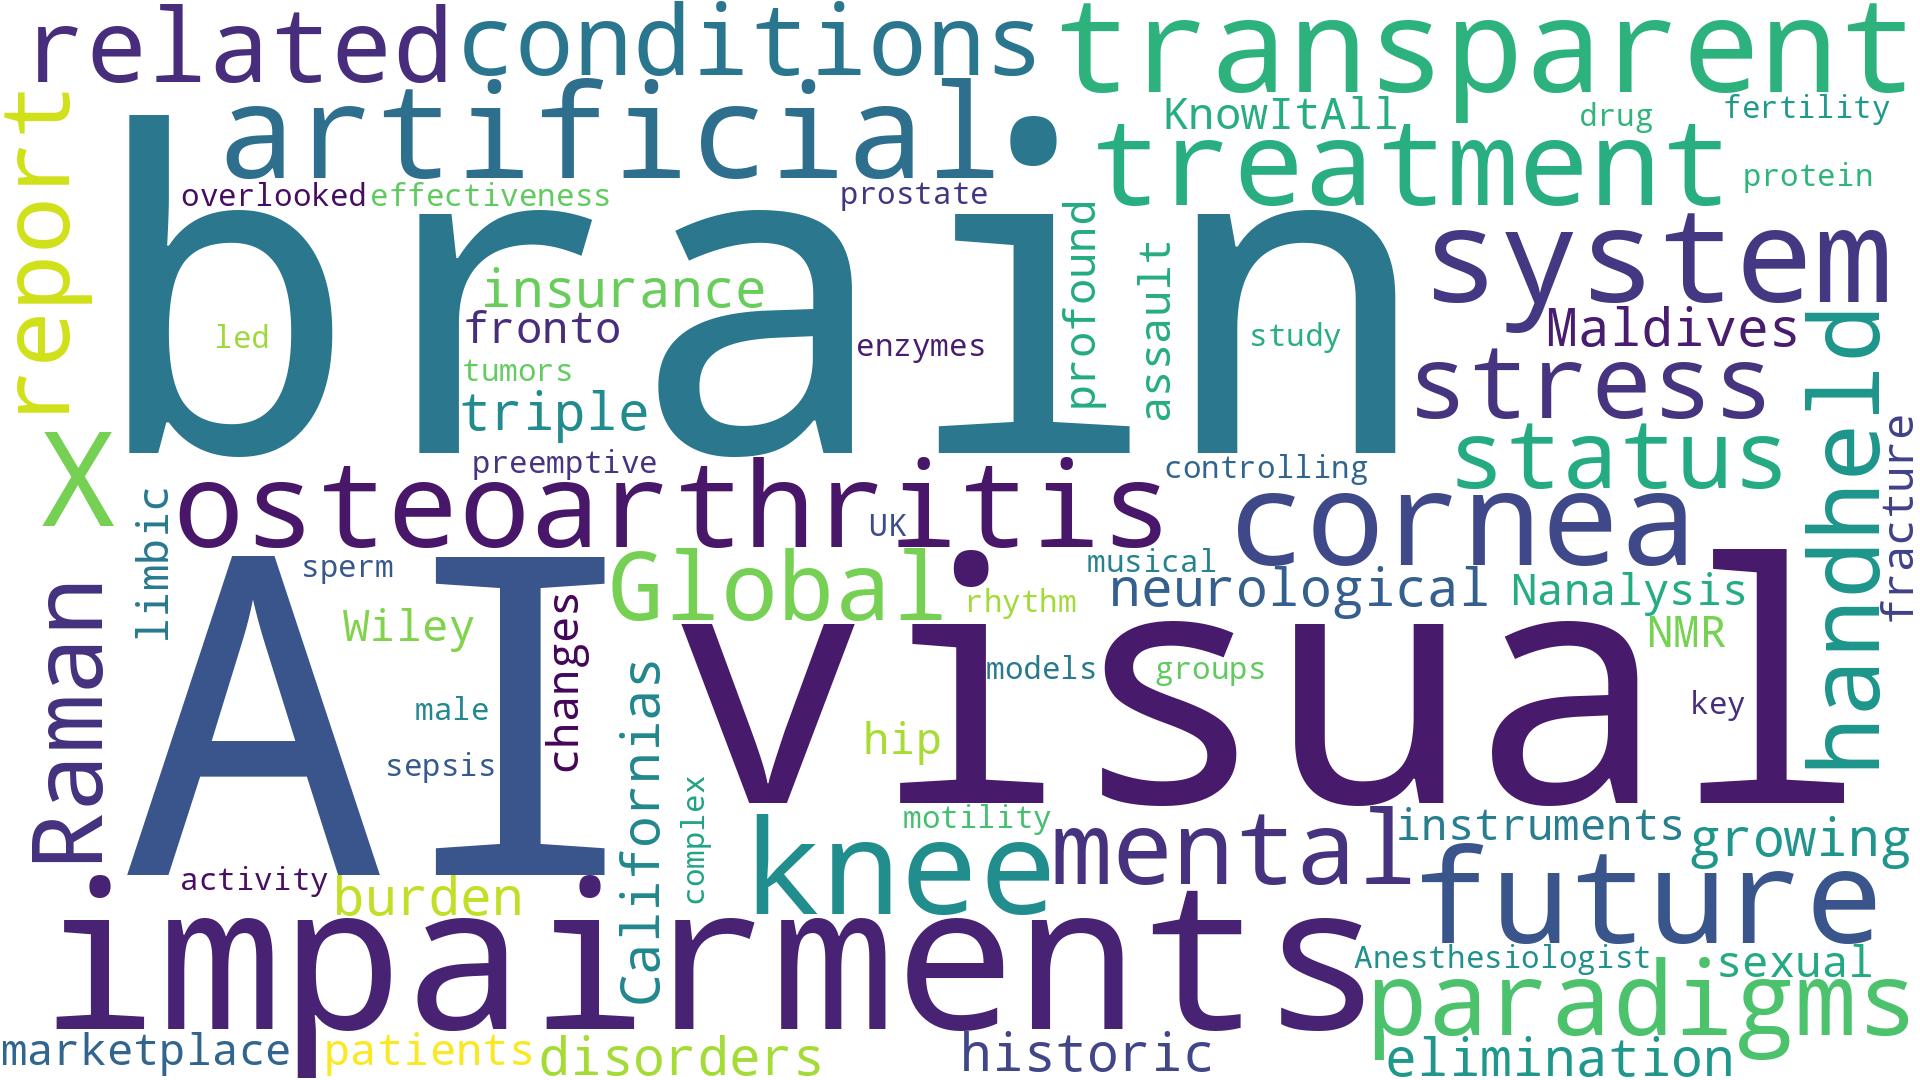 related
conditions
transparent
report
artificial
KnowItAll
drug
fertility
treatment
protein
overlooked
effectiveness
prostate
brain
profound
assault
system
insurance
led
fronto
enzymes
study
Maldives
tumors
triple
stress
handheld
fracture
X
preemptive
controlling
status
limbic
osteoarthritis
UK
cornea
AI
sperm
Global
musical
neurological
Nanalysis
rhythm
Raman
Wiley
changes
visual
NMR
models
groups
male
hip
key
sepsis
Californias
complex
motility
knee
mental
instruments
growing
activity
burden
future
impairments
Anesthesiologist
sexual
paradigms
marketplace
patients
disorders
historic
elimination